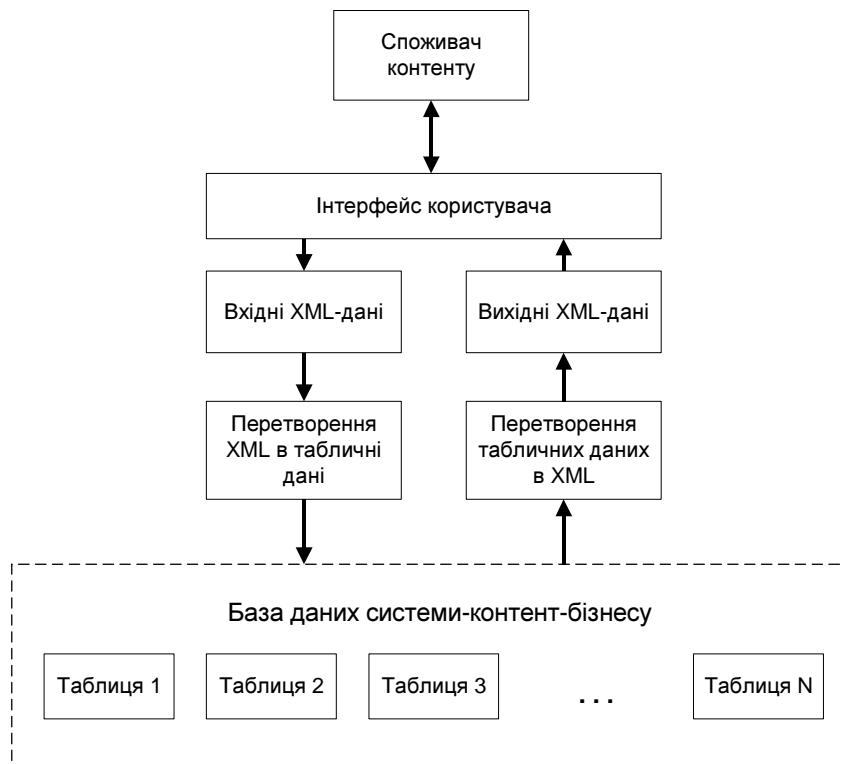 Споживач
контенту
Інтерфейс користувача
Вхідні XML-дані
Вихідні XML-дані
Перетворення
XML в табличні
дані
Перетворення
табличних даних
в XML
База даних системи-контент-бізнесу
Таблиця 1
Таблиця 2
Таблиця 3
...
Таблиця N